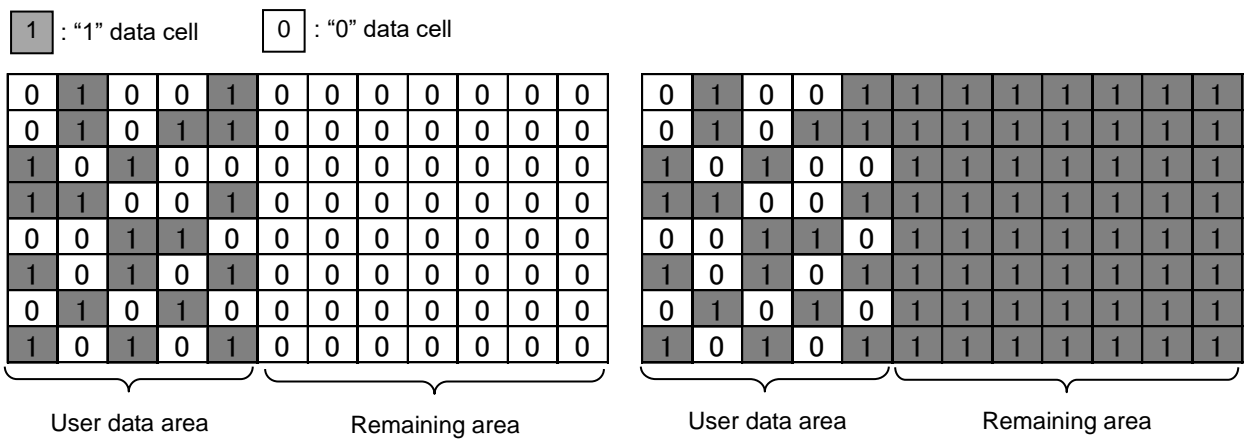 1 : “1” data cell 0 : “0” data cell
0 1 0 0 1 0 0 0 0 0 0 0 0 1 0 0 1 1 1 1 1 1 1 1
0 1 0 1 1 0 0 0 0 0 0 0 0 1 0 1 1 1 1 1 1 1 1 1
1 0 1 0 0 0 0 0 0 0 0 0 1 0 1 0 0 1 1 1 1 1 1 1
1 1 0 0 1 0 0 0 0 0 0 0 1 1 0 0 1 1 1 1 1 1 1 1
0 0 1 1 0 0 0 0 0 0 0 0 0 0 1 1 0 1 1 1 1 1 1 1
1 0 1 0 1 0 0 0 0 0 0 0 1 0 1 0 1 1 1 1 1 1 1 1
0 1 0 1 0 0 0 0 0 0 0 0 0 1 0 1 0 1 1 1 1 1 1 1
1 0 1 0 1 0 0 0 0 0 0 0 1 0 1 0 1 1 1 1 1 1 1 1
User data area Remaining area User data area Remaining area